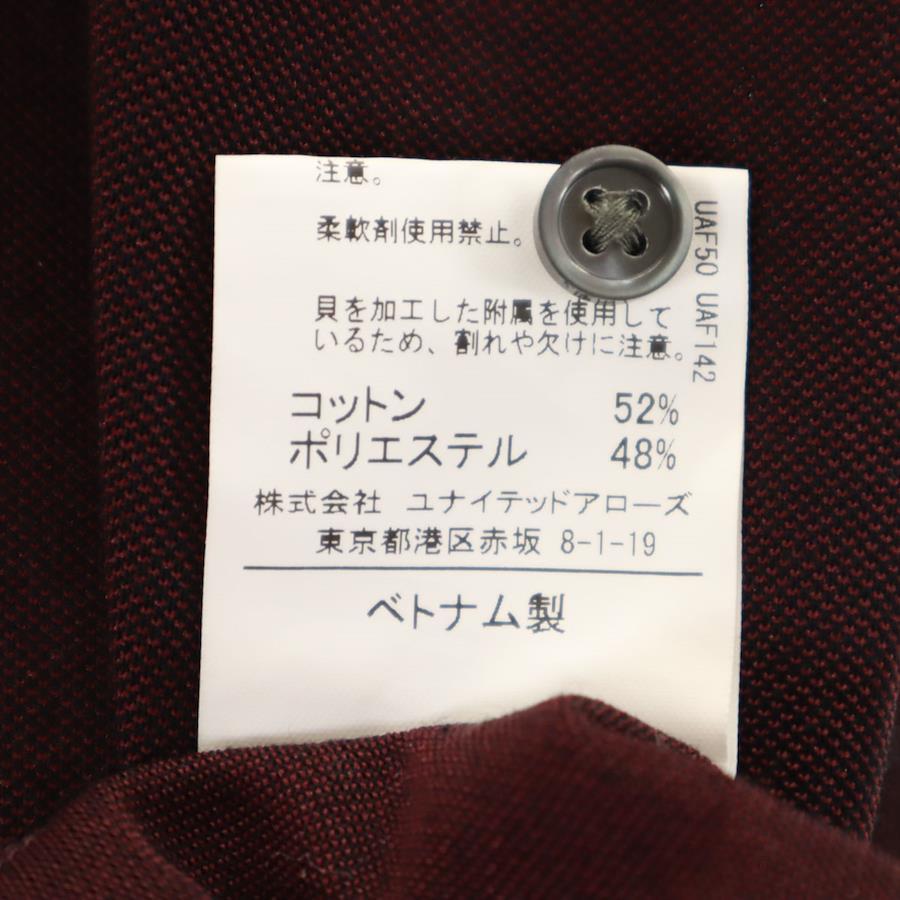 注意。
柔軟剤使用禁止。
貝を加工した附属を使用して
いるため、割れや欠けに注意。
コットン 52%
ポリエステル 48%
株式会社 ユナイテッドアローズ
東京都港区赤坂 8-1-19
ベトナム製
UAF50 UAF142